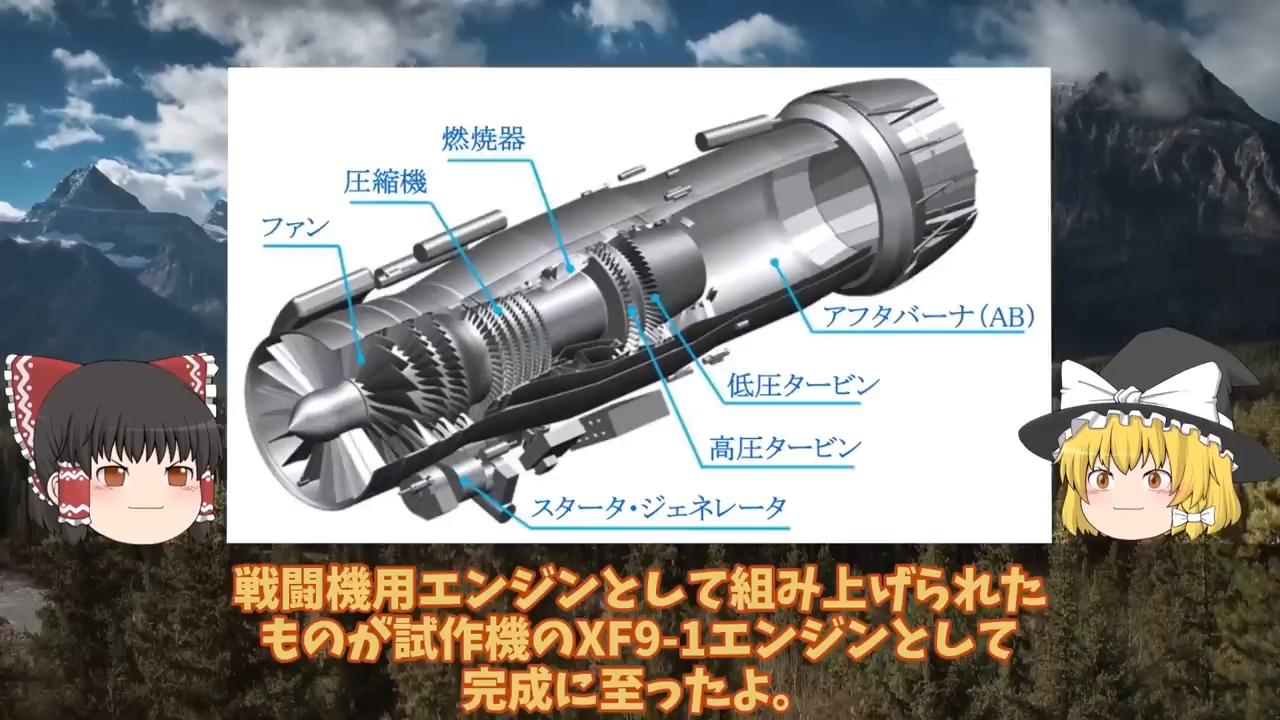 燃焼器
圧縮機
ファン
アフタバーナ(AB)
低圧タービン
高圧タービン
スタータ・ジェネレータ
戦闘機用エンジンとして組み上げられた
ものが試作機のXF9-1エンジンとして
完成に至ったよ。